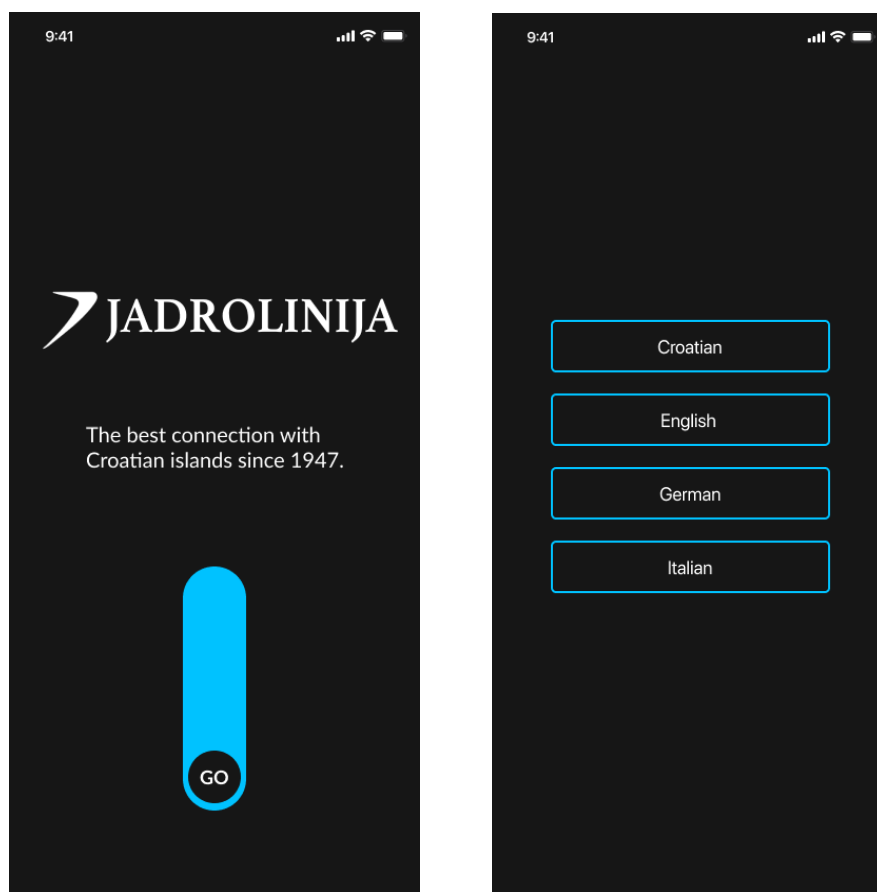 9:41
JADROLINIJA
The best connection with
Croatian islands since 1947.
GO
9:41
Croatian
English
German
Italian